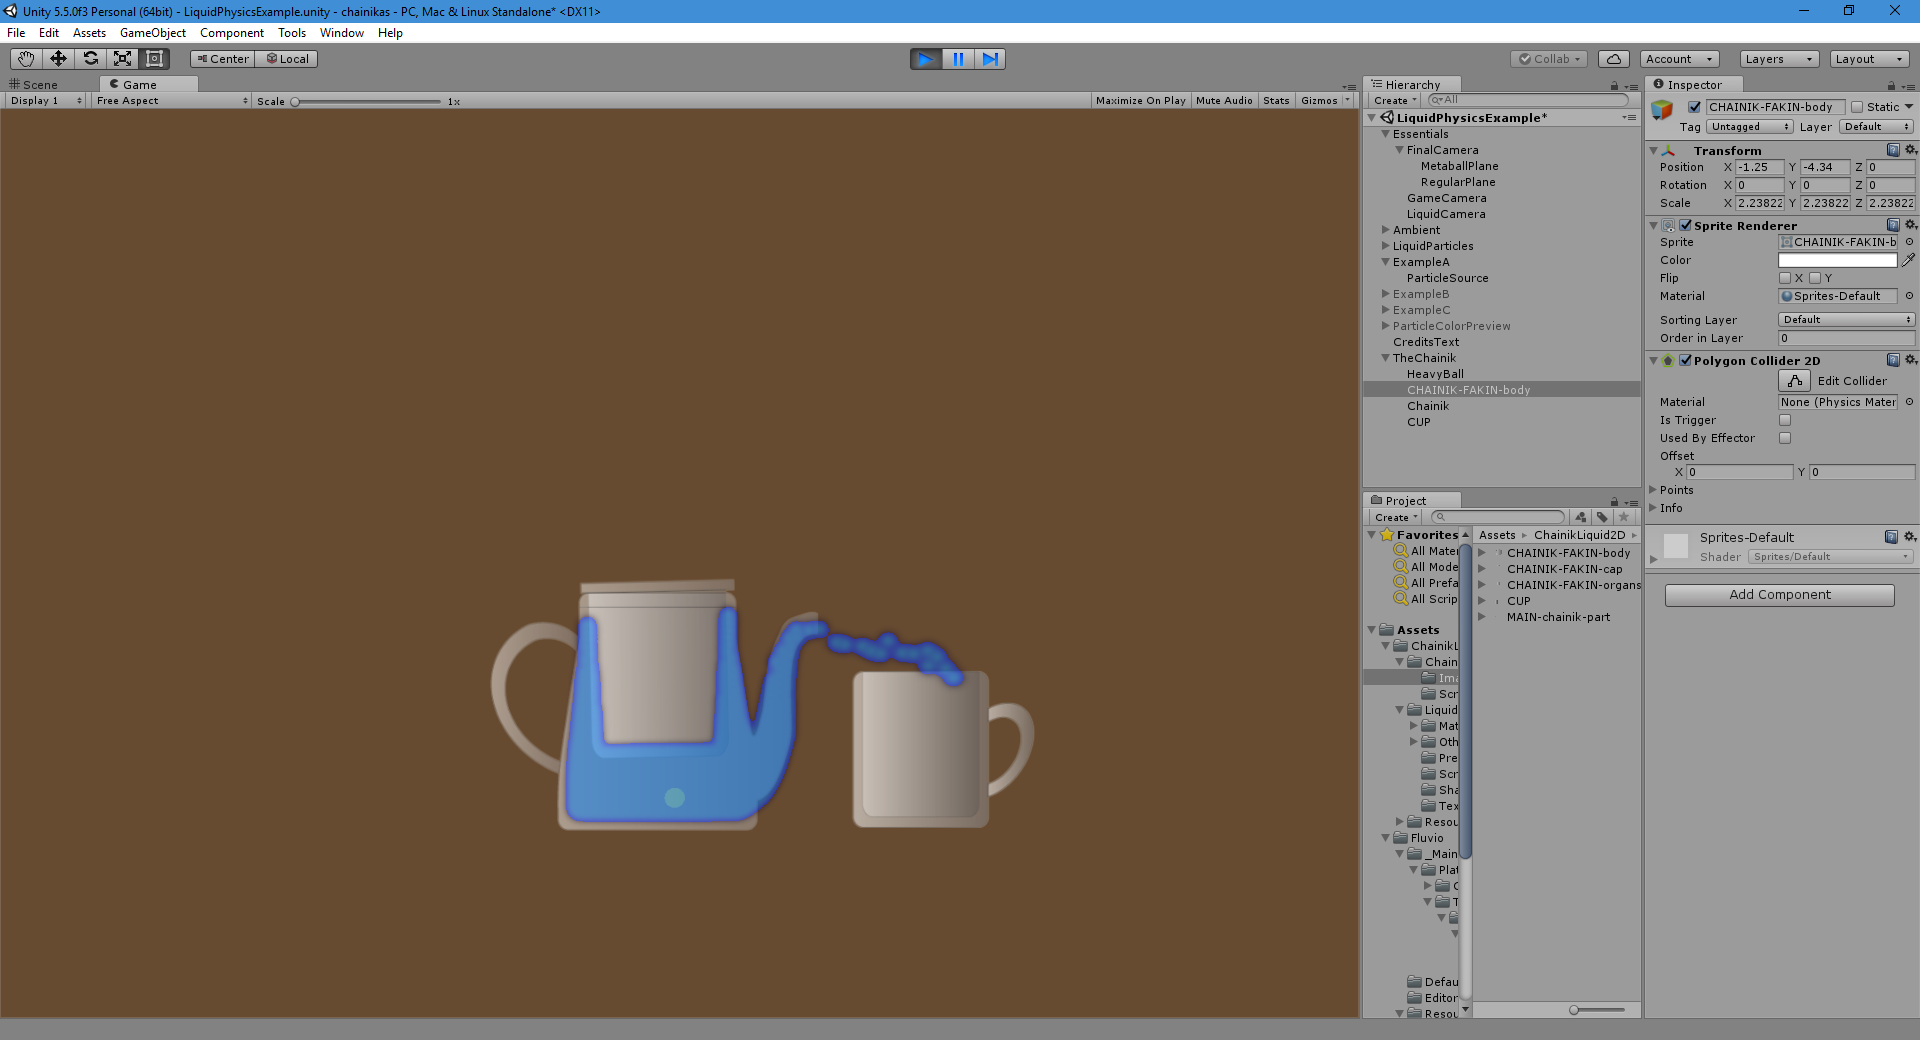 Unity 5.5.0f3 Personal (64bit) - LiquidPhysicsExample.unity - chainikas - PC, Mac & Linux Standalone* <DX11>
File Edit Assets GameObject Component Tools Window Help
Center Local Collab Account Layers Layout
Scene Game
Display 1 Free Aspect Scale 1x Maximize On Play Mute Audio Stats Gizmos
Hierarchy
Create All
LiquidPhysicsExample*
Essentials
FinalCamera
MetaballPlane
RegularPlane
GameCamera
LiquidCamera
Ambient
LiquidParticles
ExampleA
ParticleSource
ExampleB
ExampleC
ParticleColorPreview
CreditsText
TheChainik
HeavyBall
CHAINIK-FAKIN-body
Chainik
CUP
Project
Create
Favorites
All Mater
All Mode
All Prefa
All Scrip
Assets
ChainikL
Chain
Ima
Scr
Liquid
Mat
Oth
Pre
Scr
Sha
Tex
Resou
Fluvio
_Main
Plat
C
T
Defau
Editor
Resou
Assets ChainikLiquid2D
CHAINIK-FAKIN-body
CHAINIK-FAKIN-cap
CHAINIK-FAKIN-organs
CUP
MAIN-chainik-part
Inspector
CHAINIK-FAKIN-body Static
Tag Untagged Layer Default
Transform
Position X -1.25 Y -4.34 Z 0
Rotation X 0 Y 0 Z 0
Scale X 2.23822 Y 2.23822 Z 2.23822
Sprite Renderer
Sprite CHAINIK-FAKIN-b
Color
Flip X Y
Material Sprites-Default
Sorting Layer Default
Order in Layer 0
Polygon Collider 2D
Edit Collider
Material None (Physics Mater
Is Trigger
Used By Effector
Offset
X 0 Y 0
Points
Info
Sprites-Default
Shader Sprites/Default
Add Component